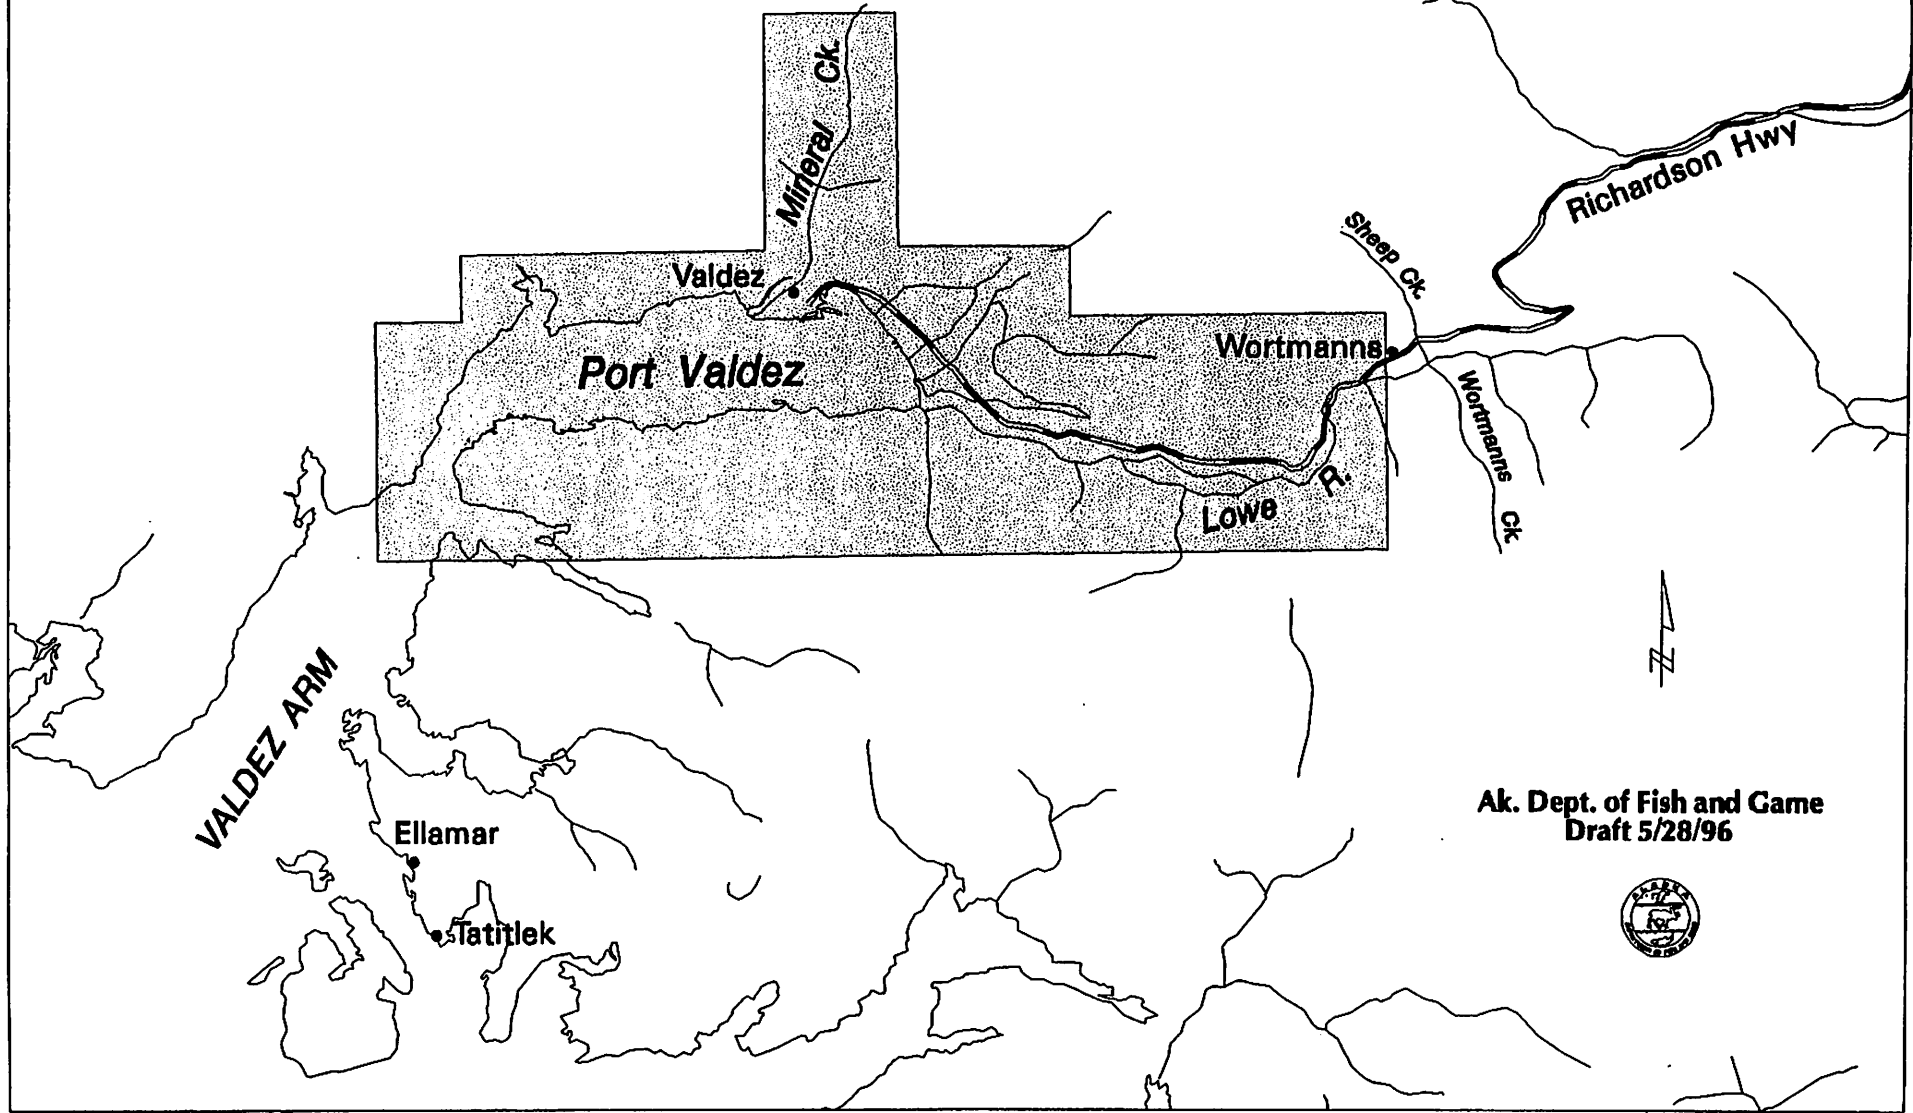 Mineral Ck.
Richardson Hwy
Sheep Ck.
Valdez
Wortmanns
Port Valdez
Wortmanns Ck.
Lowe R.
N
VALDEZ ARM
Ak. Dept. of Fish and Game
Draft 5/28/96
Ellamar
Tatitlek
ALASKA